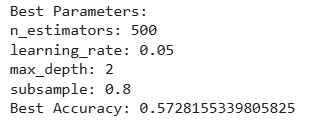 Best Parameters:
n_estimators: 500
learning_rate: 0.05
max_depth: 2
subsample: 0.8
Best Accuracy: 0.5728155339805825